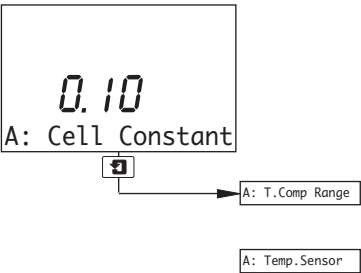 0.10
A: Cell Constant
A: T.Comp Range
A: Temp.Sensor